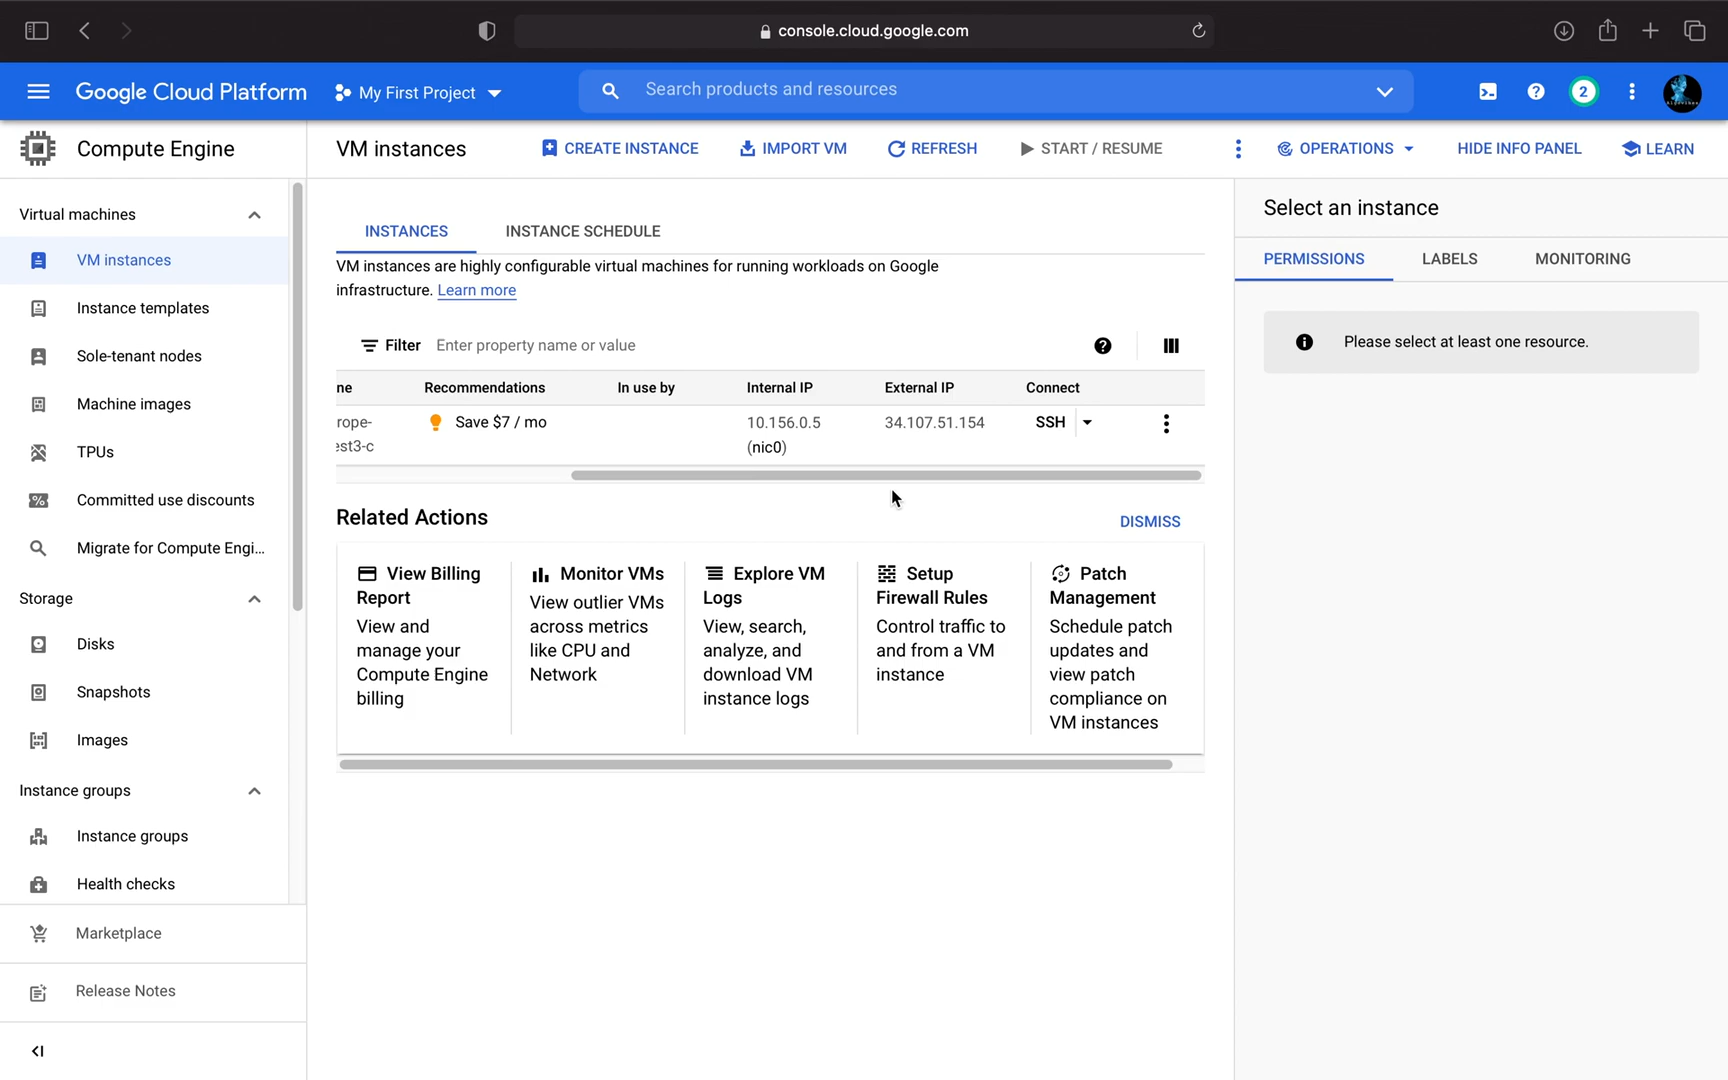 console.cloud.google.com
Google Cloud Platform
My First Project
Search products and resources
2
Compute Engine
VM instances
CREATE INSTANCE
IMPORT VM
REFRESH
START / RESUME
OPERATIONS
HIDE INFO PANEL
LEARN
Virtual machines
VM instances
Instance templates
Sole-tenant nodes
Machine images
TPUs
Committed use discounts
Migrate for Compute Engi...
Storage
Disks
Snapshots
Images
Instance groups
Instance groups
Health checks
Marketplace
Release Notes
INSTANCES
INSTANCE SCHEDULE
VM instances are highly configurable virtual machines for running workloads on Google
infrastructure. Learn more
Filter
Enter property name or value
ne
Recommendations
In use by
Internal IP
External IP
Connect
rope-
est3-c
Save $7 / mo
10.156.0.5
(nic0)
34.107.51.154
SSH
Related Actions
DISMISS
View Billing
Report
View and
manage your
Compute Engine
billing
Monitor VMs
View outlier VMs
across metrics
like CPU and
Network
Explore VM
Logs
View, search,
analyze, and
download VM
instance logs
Setup
Firewall Rules
Control traffic to
and from a VM
instance
Patch
Management
Schedule patch
updates and
view patch
compliance on
VM instances
Select an instance
PERMISSIONS
LABELS
MONITORING
Please select at least one resource.